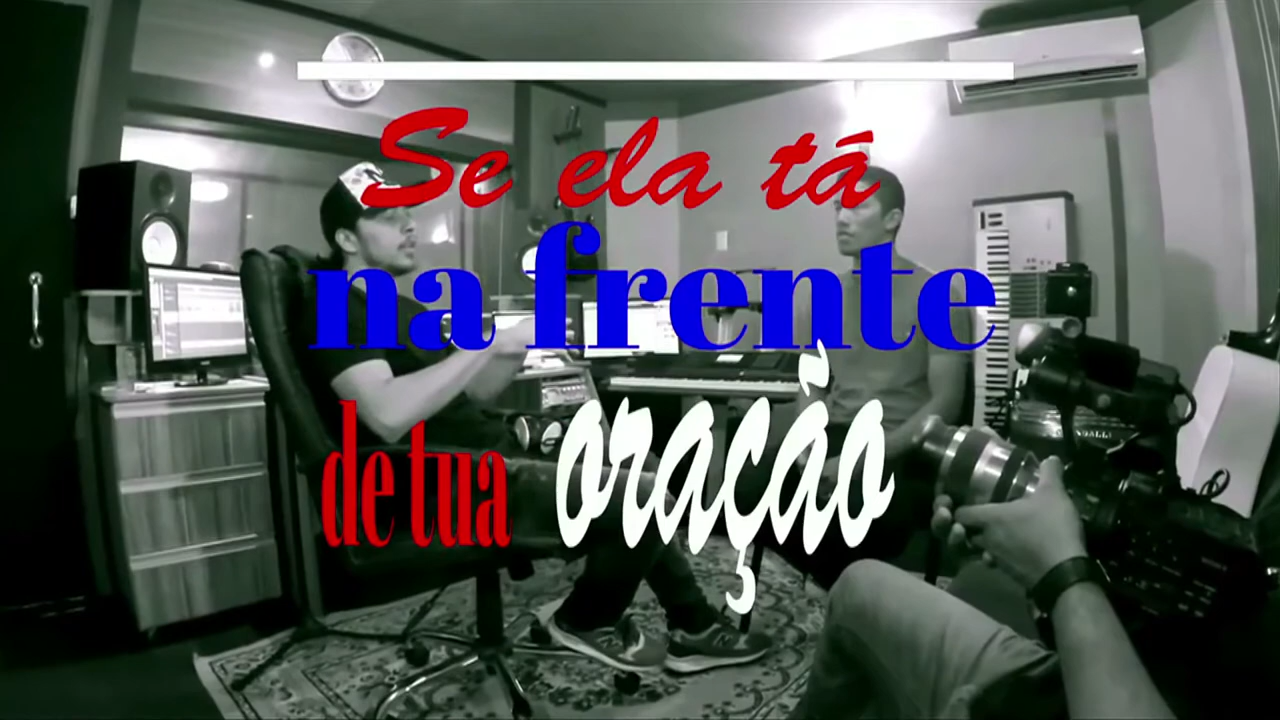 Se ela tá
na frente
de tua oração